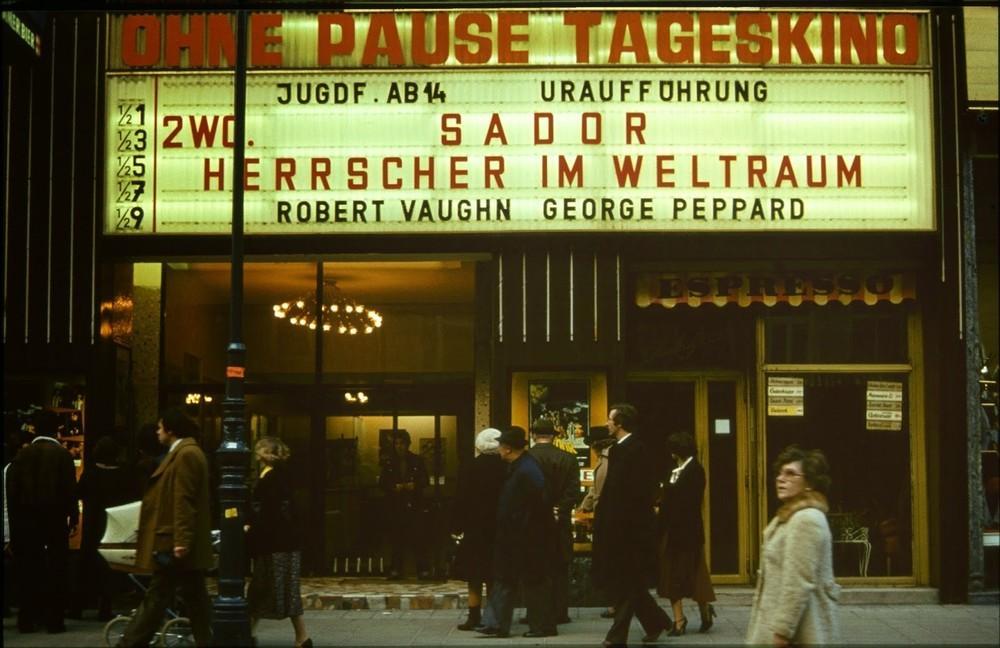 OHNE PAUSE TAGESKINO
JUGDF. AB 14 URAUFFÜHRUNG
½1
½3
½5
½7
½9
2WO. SADOR
HERRSCHER IM WELTRAUM
ROBERT VAUGHN GEORGE PEPPARD
ESPRESSO